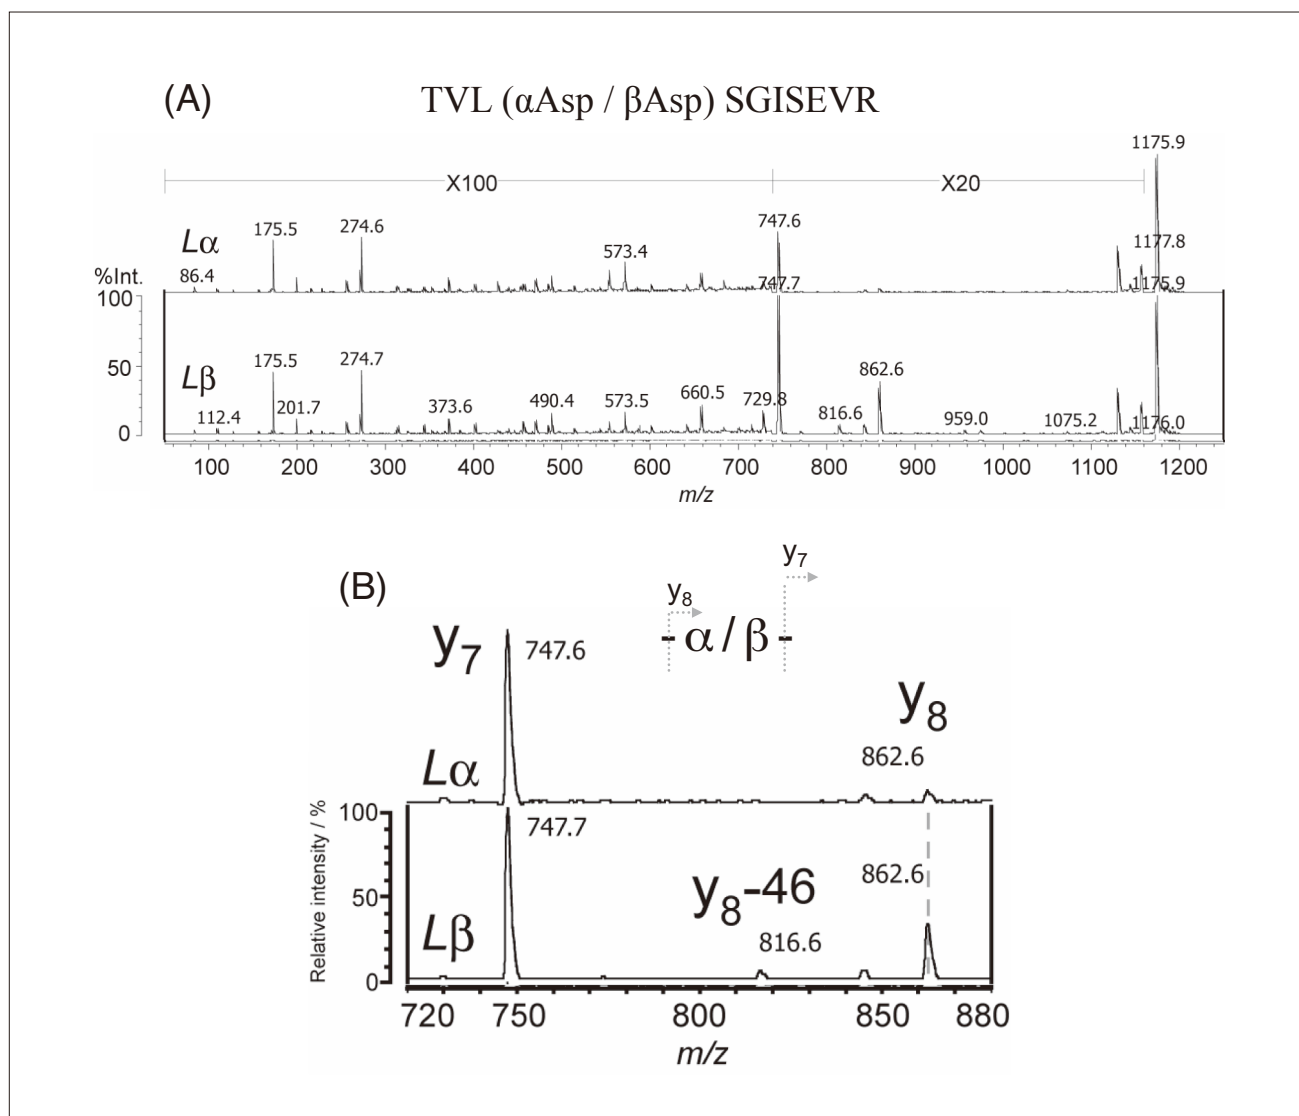 (A) TVL (αAsp / βAsp) SGISEVR
1175.9
X100 X20
Lα 175.5 274.6 573.4 747.6 1177.8
86.4 747.7 1175.9
%Int.
100
50
0
Lβ 175.5 274.7 862.6
112.4 201.7 373.6 490.4 573.5 660.5 729.8 816.6 959.0 1075.2 1176.0
100 200 300 400 500 600 700 800 900 1000 1100 1200
m/z
(B)
y7
y8
α / β
y7 747.6
y8
862.6
Lα
Relative intensity / %
100
50
0
747.7
862.6
y8-46
816.6
Lβ
720 750 800 850 880
m/z